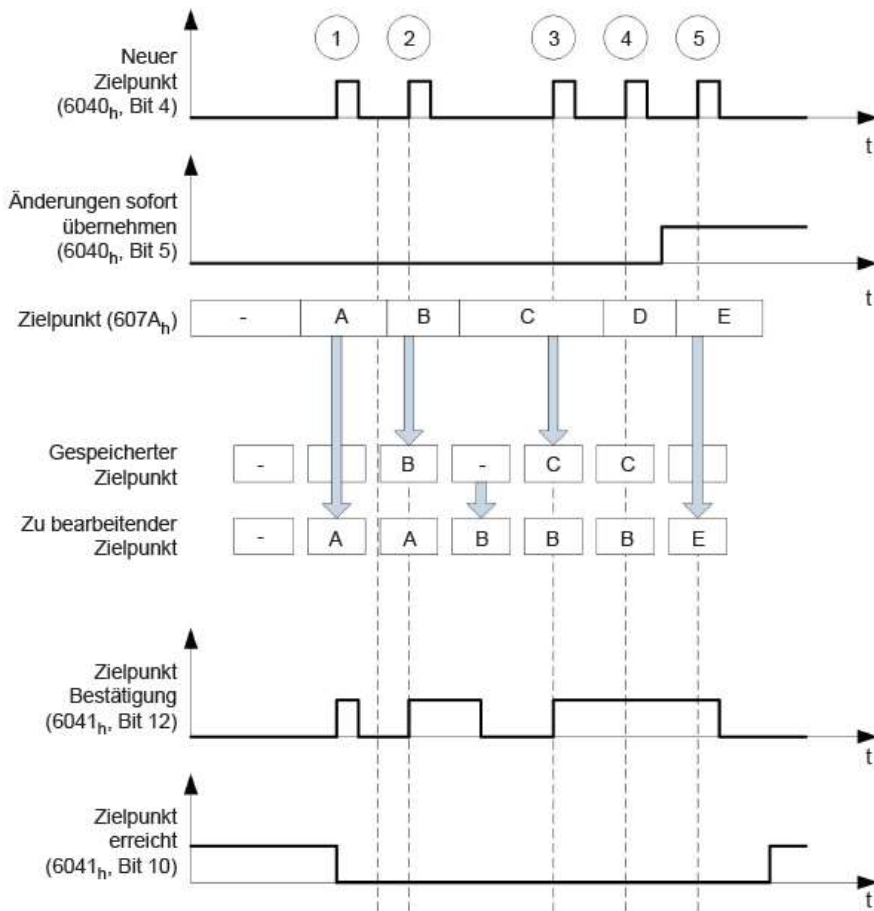 1 2 3 4 5
Neuer
Zielpunkt
(6040h, Bit 4)
t
Änderungen sofort
übernehmen
(6040h, Bit 5)
t
Zielpunkt (607Ah) - A B C D E
Gespeicherter
Zielpunkt
- B - C C
Zu bearbeitender
Zielpunkt
- A A B B B E
Zielpunkt
Bestätigung
(6041h, Bit 12)
t
Zielpunkt
erreicht
(6041h, Bit 10)
t